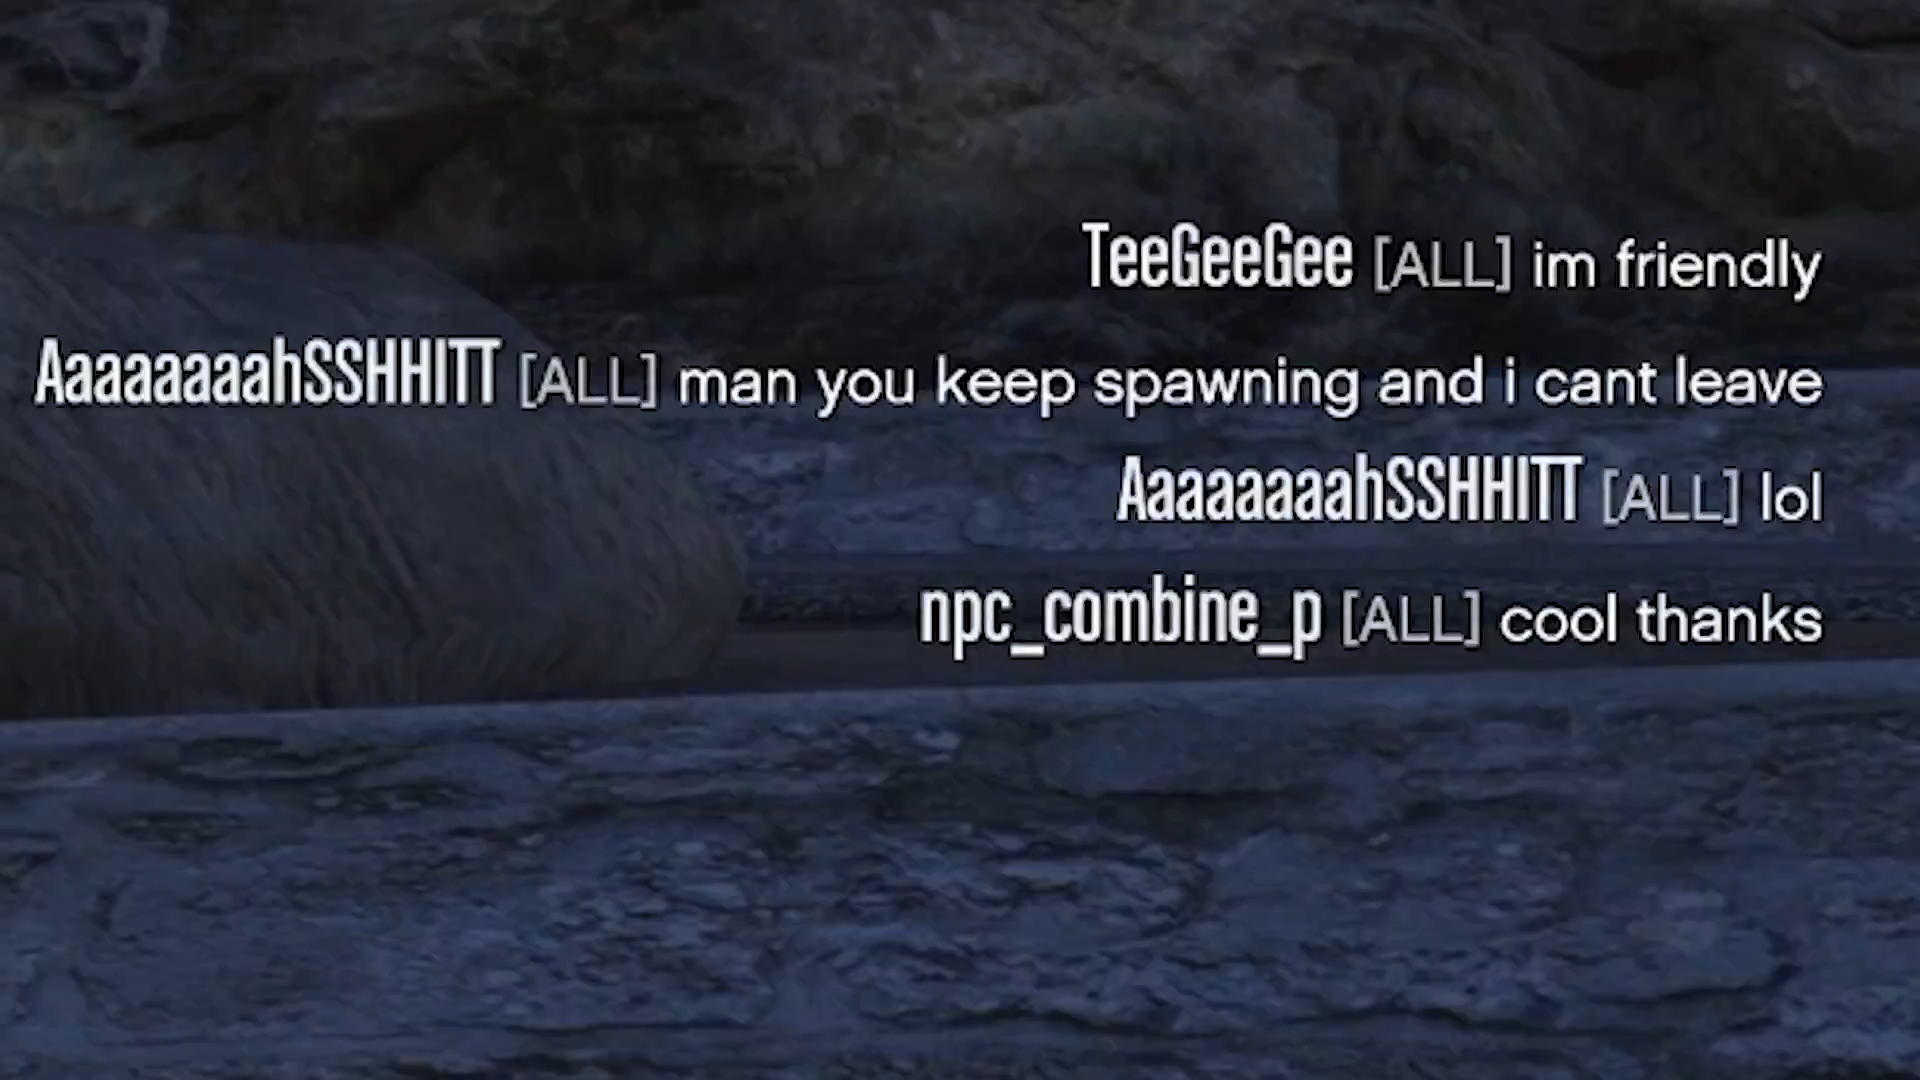 TeeGeeGee [ALL] im friendly
AaaaaaaahSSHHITT [ALL] man you keep spawning and i cant leave
AaaaaaaahSSHHITT [ALL] lol
npc_combine_p [ALL] cool thanks